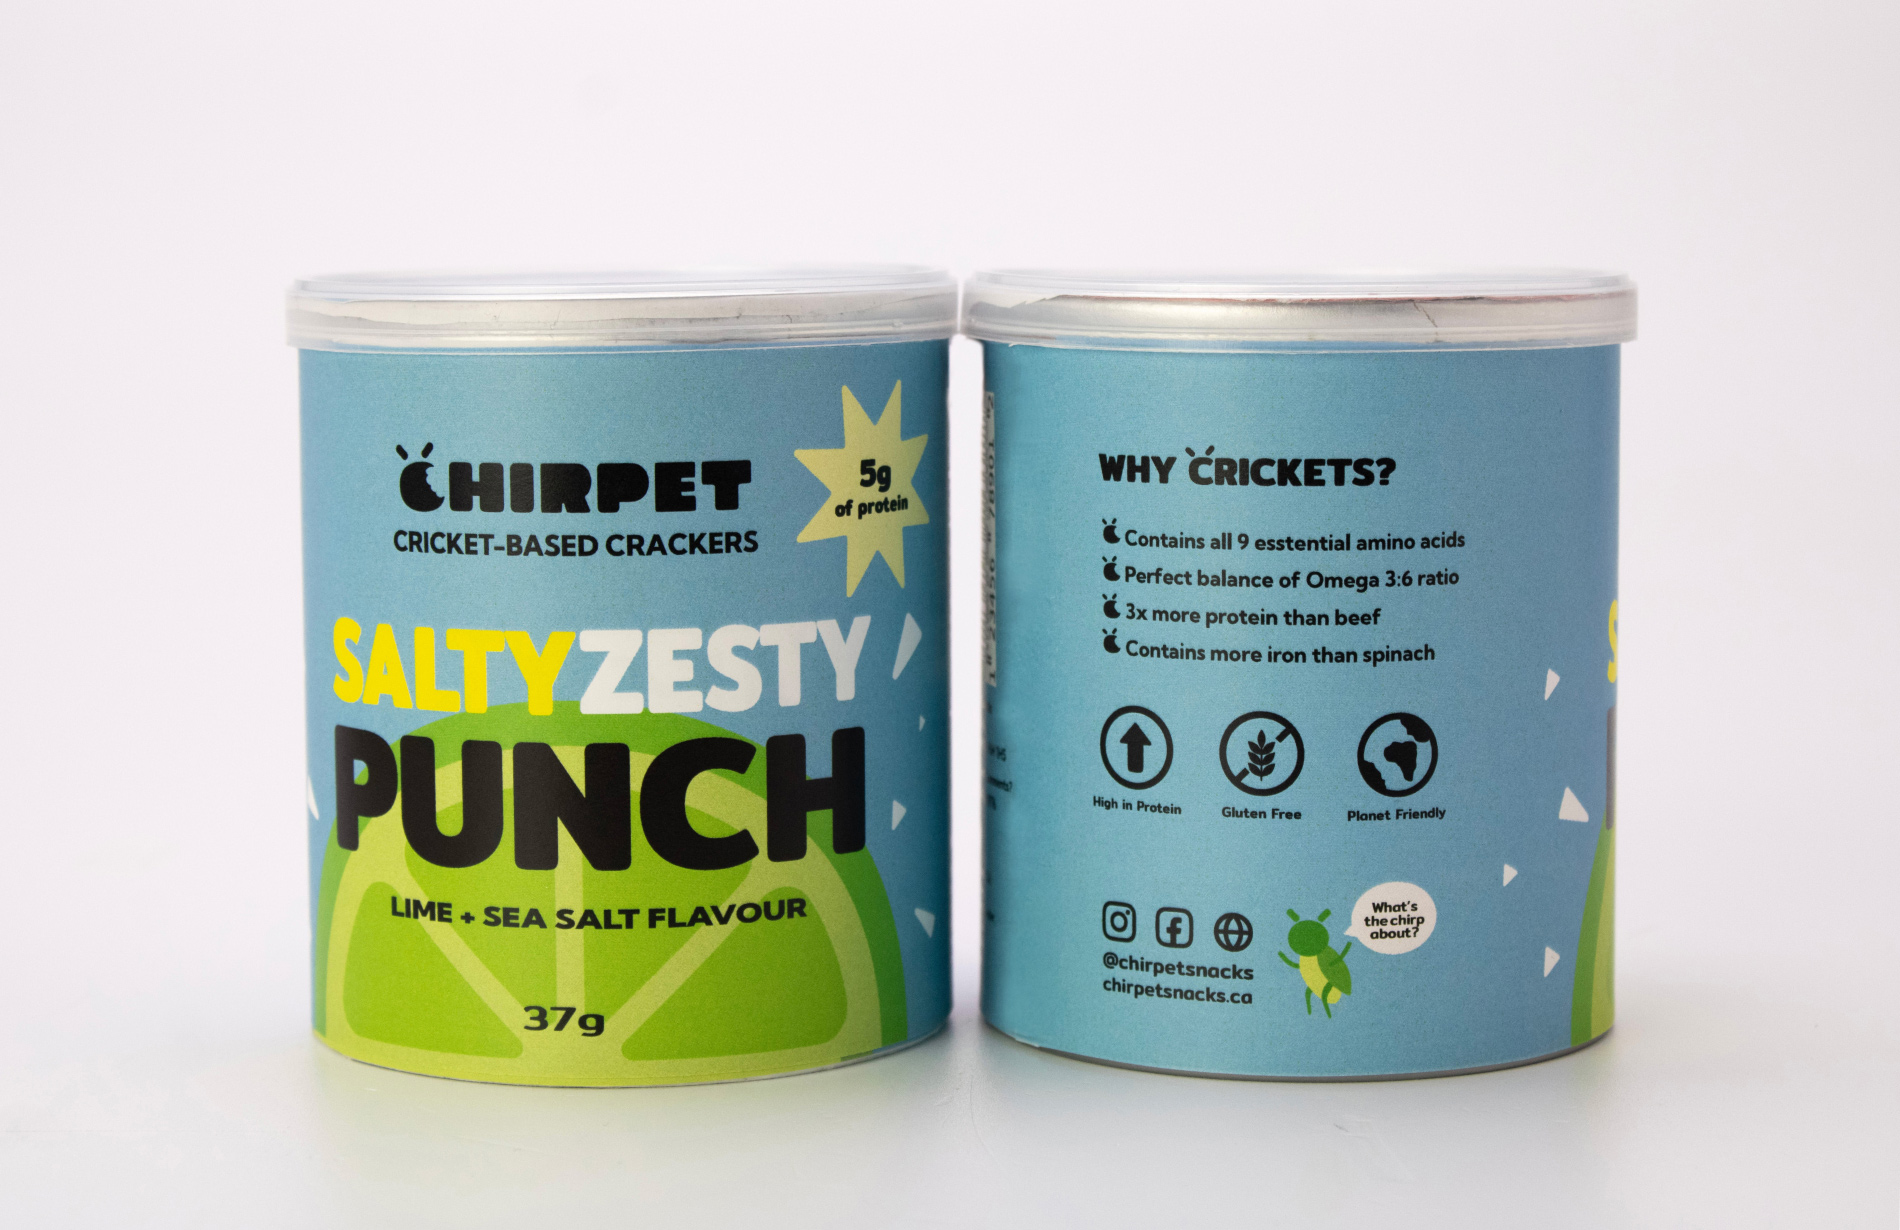 CHIRPET
CRICKET-BASED CRACKERS
5g
of protein
SALTYZESTY
PUNCH
LIME + SEA SALT FLAVOUR
37g
WHY CRICKETS?
Contains all 9 esstential amino acids
Perfect balance of Omega 3:6 ratio
3x more protein than beef
Contains more iron than spinach
High in Protein
Gluten Free
Planet Friendly
@chirpetsnacks
chirpetsnacks.ca
What's
the chirp
about?